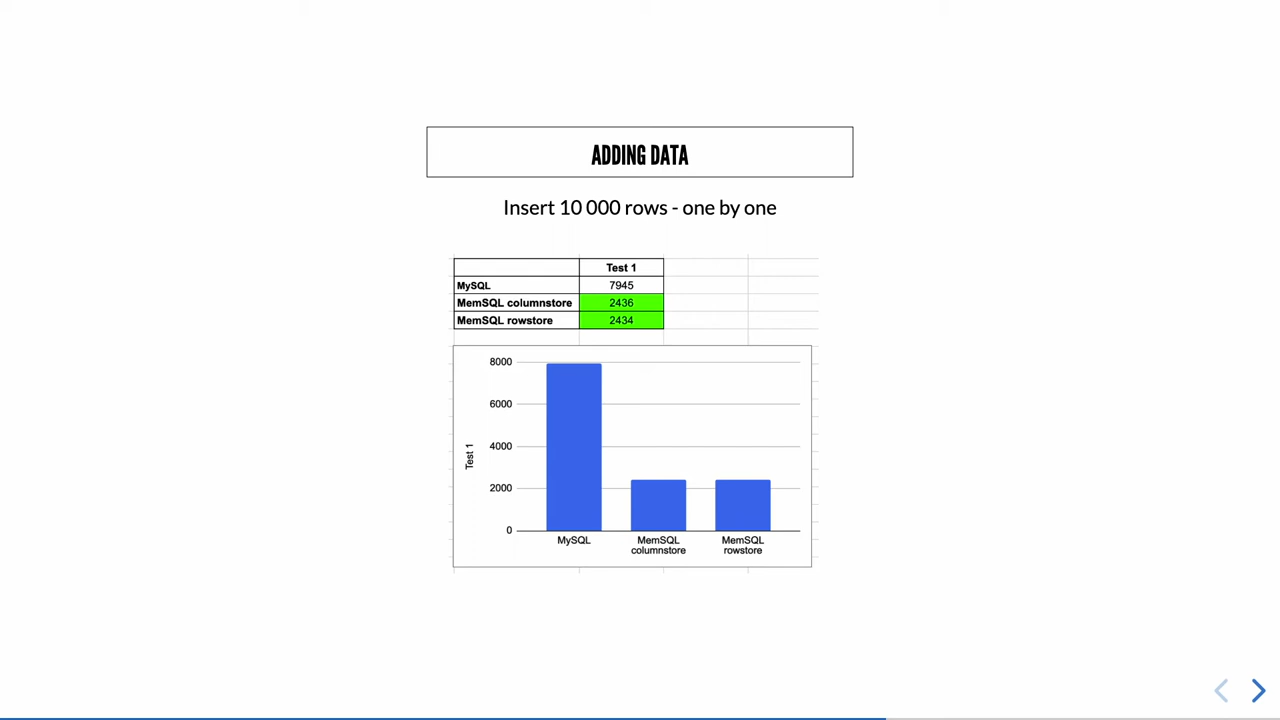 ADDING DATA
Insert 10 000 rows - one by one
Test 1
MySQL 7945
MemSQL columnstore 2436
MemSQL rowstore 2434
8000
6000
4000
2000
0
Test 1
MySQL
MemSQL columnstore
MemSQL rowstore